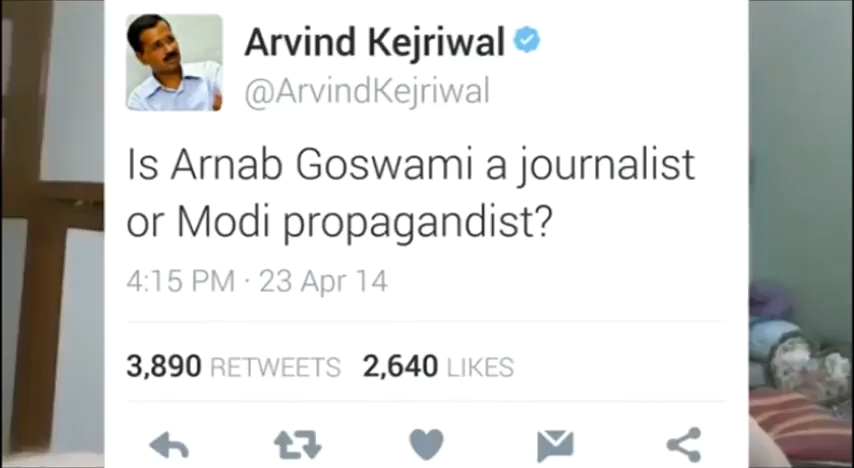 Arvind Kejriwal
@ArvindKejriwal
Is Arnab Goswami a journalist
or Modi propagandist?
4:15 PM · 23 Apr 14
3,890 RETWEETS 2,640 LIKES